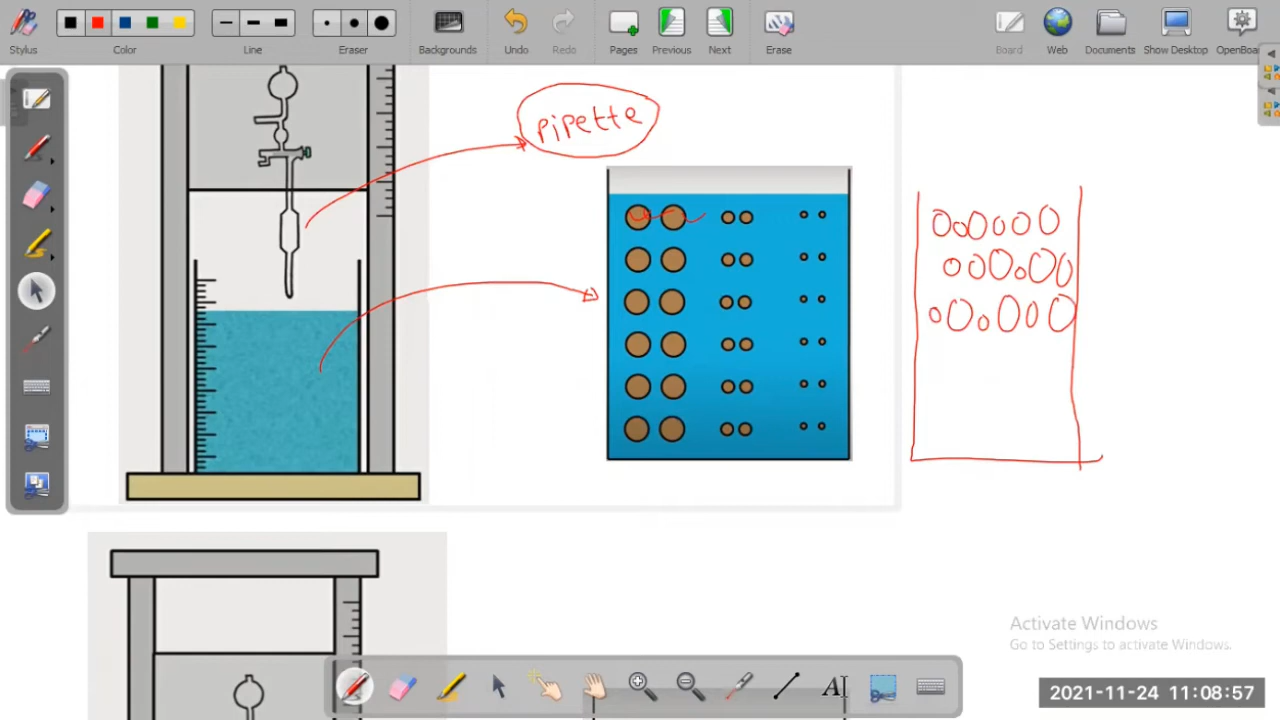 Stylus
Color
Line
Eraser
Backgrounds
Undo
Redo
Pages
Previous
Next
Erase
Board
Web
Documents
Show Desktop
OpenBoa
pipette
Activate Windows
Go to Settings to activate Windows.
2021-11-24 11:08:57